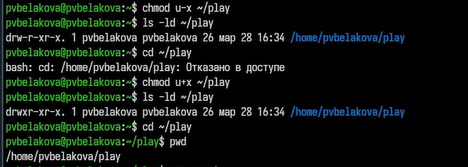 pvbelakova@pvbelakova:~$ chmod u-x ~/play
pvbelakova@pvbelakova:~$ ls -ld ~/play
drw-r-xr-x. 1 pvbelakova pvbelakova 26 мар 28 16:34 /home/pvbelakova/play
pvbelakova@pvbelakova:~$ cd ~/play
bash: cd: /home/pvbelakova/play: Отказано в доступе
pvbelakova@pvbelakova:~$ chmod u+x ~/play
pvbelakova@pvbelakova:~$ ls -ld ~/play
drwxr-xr-x. 1 pvbelakova pvbelakova 26 мар 28 16:34 /home/pvbelakova/play
pvbelakova@pvbelakova:~$ cd ~/play
pvbelakova@pvbelakova:~/play$ pwd
/home/pvbelakova/play